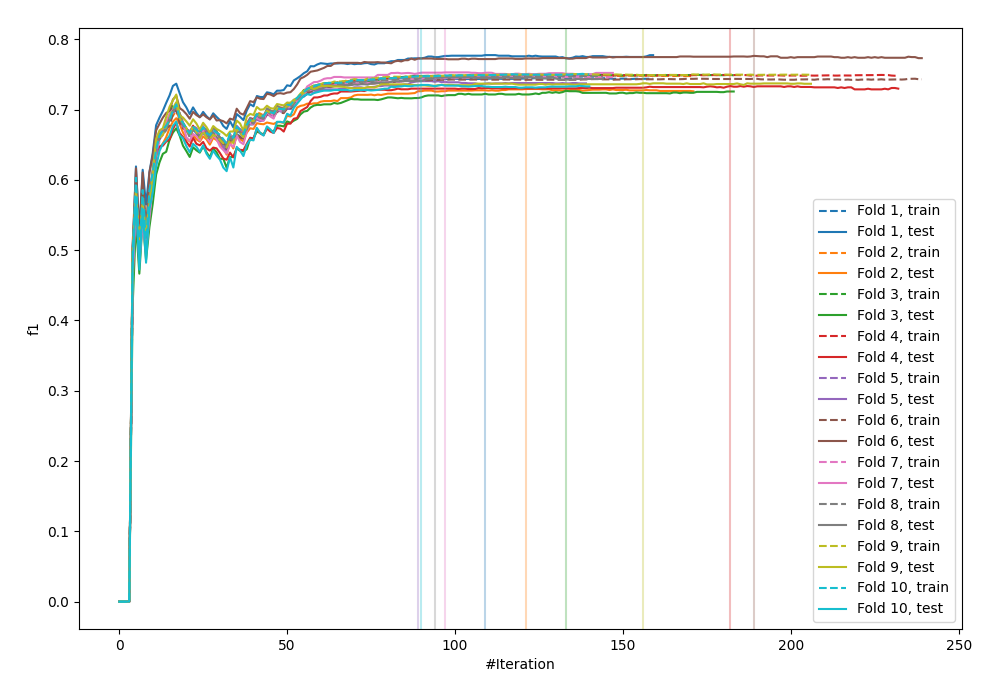 0.8
0.7
0.6
0.5
0.4
0.3
0.2
0.1
0.0
f1
0
50
100
150
200
250
#Iteration
Fold 1, train
Fold 1, test
Fold 2, train
Fold 2, test
Fold 3, train
Fold 3, test
Fold 4, train
Fold 4, test
Fold 5, train
Fold 5, test
Fold 6, train
Fold 6, test
Fold 7, train
Fold 7, test
Fold 8, train
Fold 8, test
Fold 9, train
Fold 9, test
Fold 10, train
Fold 10, test